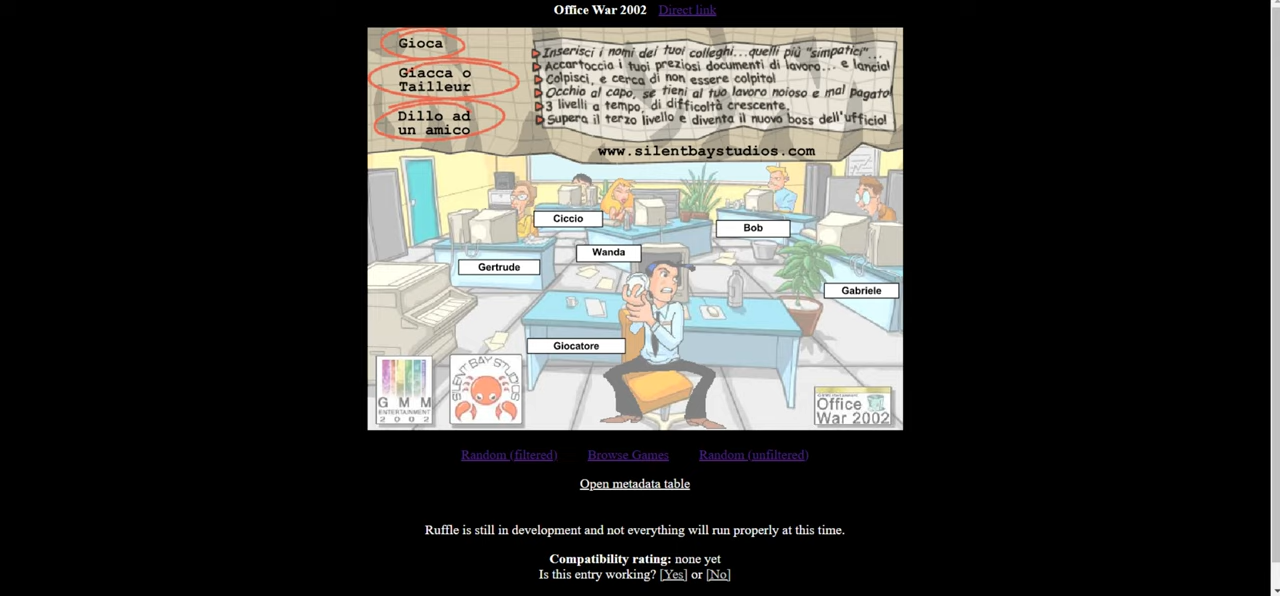 Office War 2002 Direct link
Gioca
Giacca o
Tailleur
Dillo ad
un amico
Inserisci i nomi dei tuoi colleghi...quelli più "simpatici"...
Accartoccia i tuoi preziosi documenti di lavoro... e lancia!
Colpisci, e cerca di non essere colpito!
Occhio al capo, se tieni al tuo lavoro noioso e mal pagato!
3 livelli a tempo, di difficoltà crescente.
Supera il terzo livello e diventa il nuovo boss dell'ufficio!
www.silentbaystudios.com
Ciccio
Bob
Wanda
Gertrude
Gabriele
Giocatore
GMM
ENTERTAINMENT
2002
SILENT BAY STUDIOS
Office
War 2002
Random (filtered) Browse Games Random (unfiltered)
Open metadata table
Ruffle is still in development and not everything will run properly at this time.
Compatibility rating: none yet
Is this entry working? [Yes] or [No]